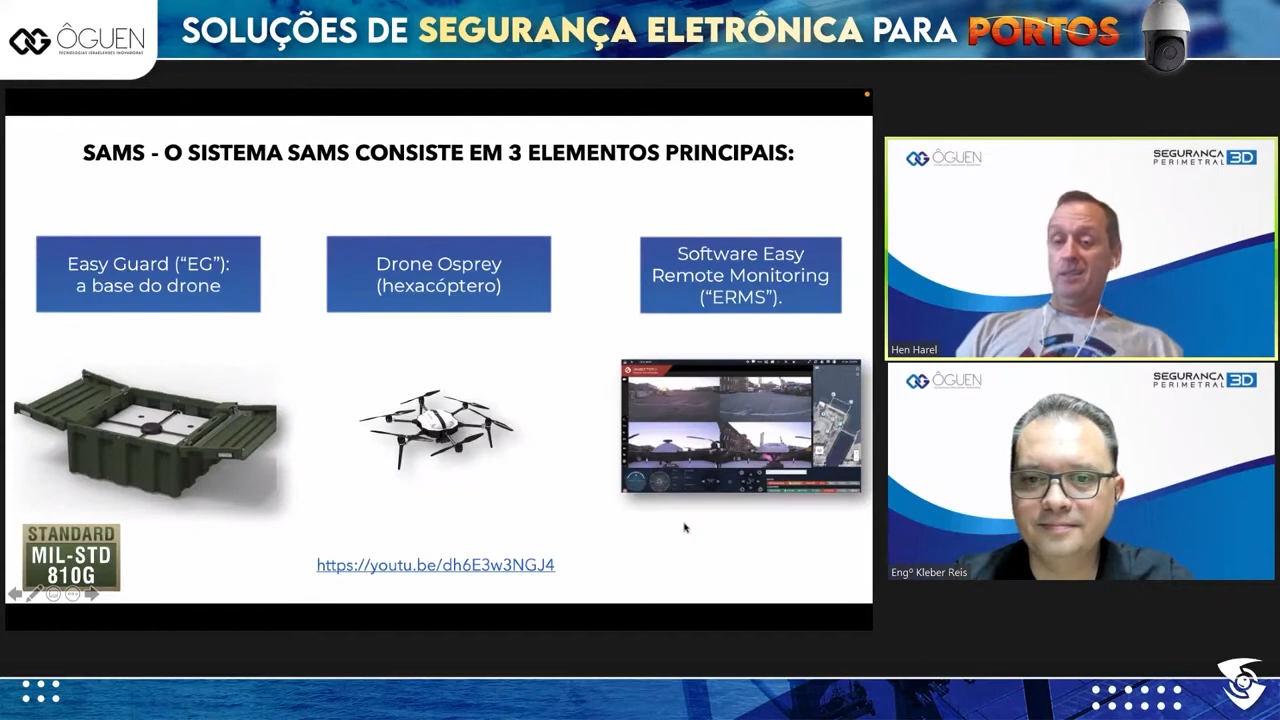 ÔGUEN
TECNOLOGIAS ISRAELENSES INOVADORAS
SOLUÇÕES DE SEGURANÇA ELETRÔNICA PARA PORTOS
SAMS - O SISTEMA SAMS CONSISTE EM 3 ELEMENTOS PRINCIPAIS:
Easy Guard (“EG”):
a base do drone
Drone Osprey
(hexacóptero)
Software Easy
Remote Monitoring
(“ERMS”).
STANDARD
MIL-STD
810G
https://youtu.be/dh6E3w3NGJ4
ÔGUEN
SEGURANÇA
PERIMETRAL 3D
Hen Harel
ÔGUEN
SEGURANÇA
PERIMETRAL 3D
Engº Kleber Reis